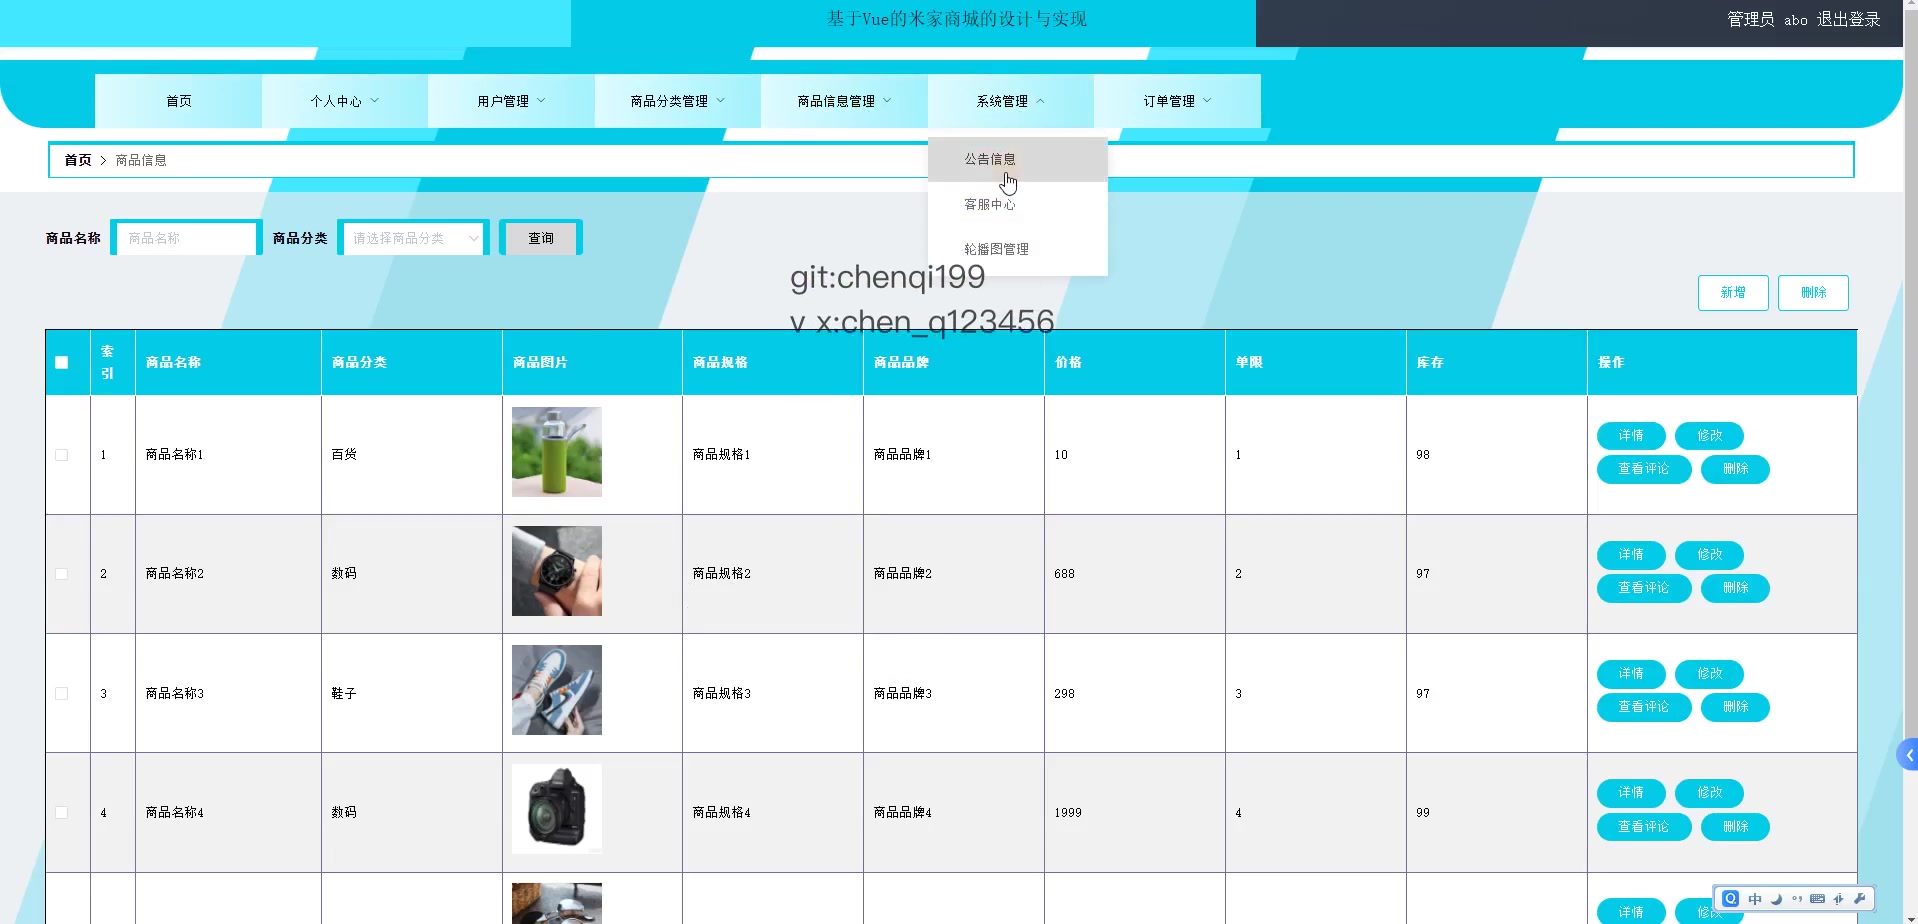 基于Vue的米家商城的设计与实现
管理员 abo 退出登录
首页 个人中心 用户管理 商品分类管理 商品信息管理 系统管理 订单管理
首页 > 商品信息
公告信息
客服中心
轮播图管理
商品名称 商品名称 商品分类 请选择商品分类 查询
git:chenqi199
v x:chen_q123456
新增 删除
索引 商品名称 商品分类 商品图片 商品规格 商品品牌 价格 单限 库存 操作
1 商品名称1 百货 商品规格1 商品品牌1 10 1 98 详情 修改
查看评论 删除
2 商品名称2 数码 商品规格2 商品品牌2 688 2 97 详情 修改
查看评论 删除
3 商品名称3 鞋子 商品规格3 商品品牌3 298 3 97 详情 修改
查看评论 删除
4 商品名称4 数码 商品规格4 商品品牌4 1999 4 99 详情 修改
查看评论 删除
详情 修改
中